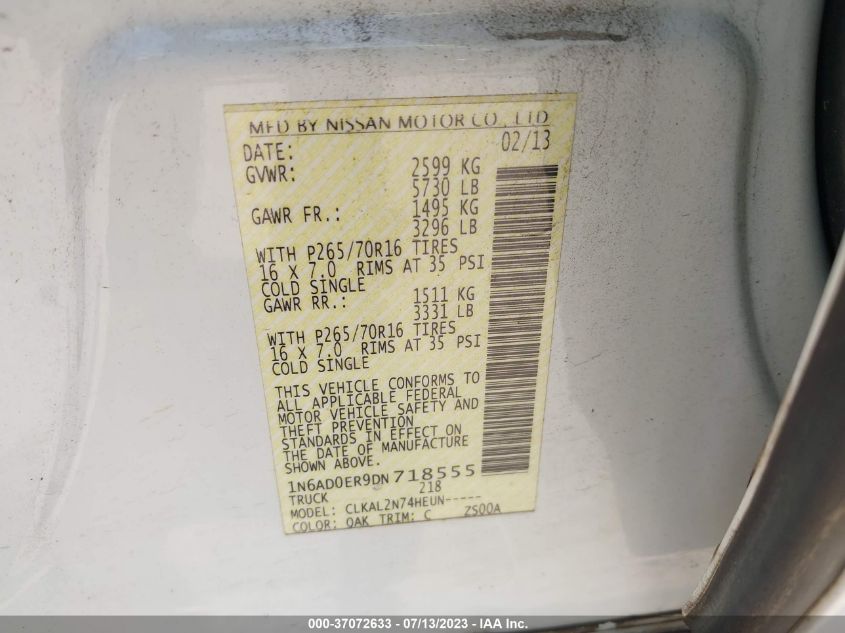 MFD BY NISSAN MOTOR CO., LTD
DATE: 02/13
GVWR: 2599 KG
5730 LB
GAWR FR.: 1495 KG
3296 LB
WITH P265/70R16 TIRES
16 X 7.0 RIMS AT 35 PSI
COLD SINGLE
GAWR RR.: 1511 KG
3331 LB
WITH P265/70R16 TIRES
16 X 7.0 RIMS AT 35 PSI
COLD SINGLE
THIS VEHICLE CONFORMS TO
ALL APPLICABLE FEDERAL
MOTOR VEHICLE SAFETY AND
THEFT PREVENTION
STANDARDS IN EFFECT ON
THE DATE OF MANUFACTURE
SHOWN ABOVE.
1N6AD0ER9DN718555
TRUCK 218
MODEL: CLKAL2N74HEUN-----
COLOR: QAK TRIM: C ZS00A
000-37072633 / 07/13/2023 - IAA Inc.